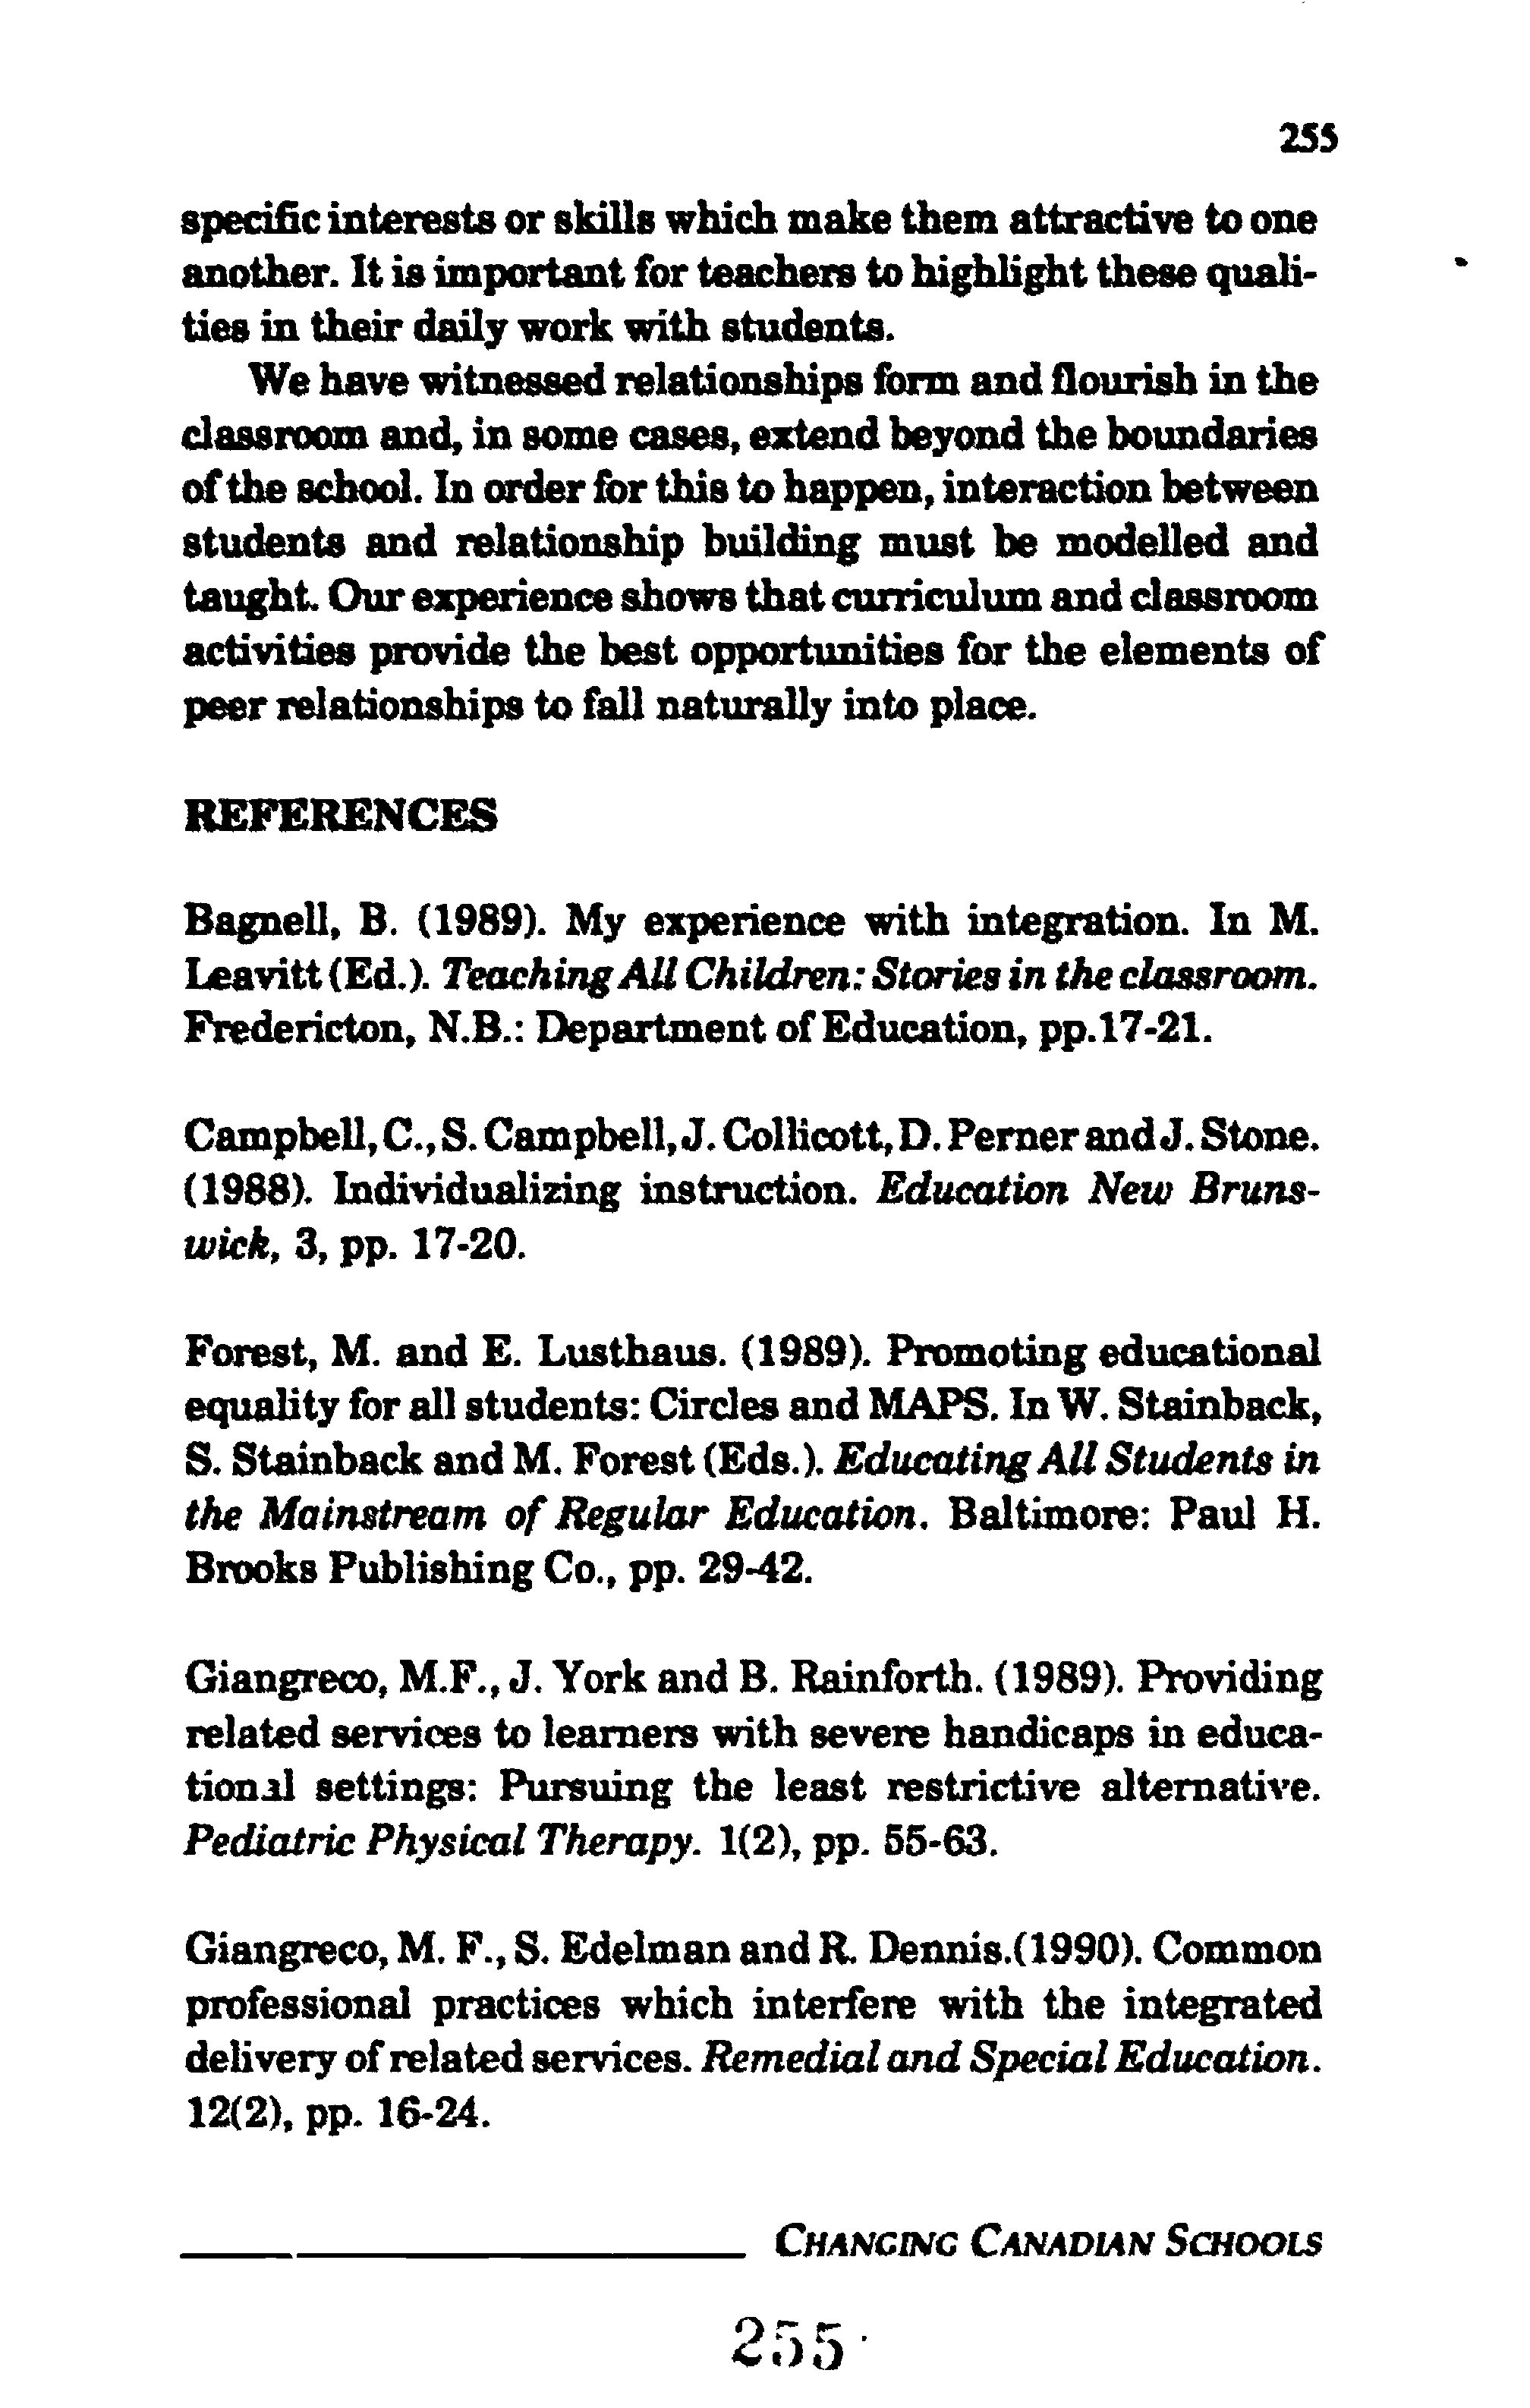 255
specific interests or skills which make them attractive to one
another. It is important for teachers to highlight these quali-
ties in their daily work with students.
We have witnessed relationships form and flourish in the
classroom and, in some cases, extend beyond the boundaries
of the school. In order for this to happen, interaction between
students and relationship building must be modelled and
taught. Our experience shows that curriculum and classroom
activities provide the best opportunities for the elements of
peer relationships to fall naturally into place.
REFERENCES
Bagnell, B. (1989). My experience with integration. In M.
Leavitt (Ed.). Teaching All Children: Stories in the classroom.
Fredericton, N.B.: Department of Education, pp.17-21.
Campbell, C., S. Campbell, J. Collicott, D. Perner and J. Stone.
(1988). Individualizing instruction. Education New Bruns-
wick, 3, pp. 17-20.
Forest, M. and E. Lusthaus. (1989). Promoting educational
equality for all students: Circles and MAPS. In W. Stainback,
S. Stainback and M. Forest (Eds.). Educating All Students in
the Mainstream of Regular Education. Baltimore: Paul H.
Brooks Publishing Co., pp. 29-42.
Giangreco, M.F., J. York and B. Rainforth. (1989). Providing
related services to learners with severe handicaps in educa-
tional settings: Pursuing the least restrictive alternative.
Pediatric Physical Therapy. 1(2), pp. 55-63.
Giangreco, M. F., S. Edelman and R. Dennis.(1990). Common
professional practices which interfere with the integrated
delivery of related services. Remedial and Special Education.
12(2), pp. 16-24.
CHANGING CANADIAN SCHOOLS
255